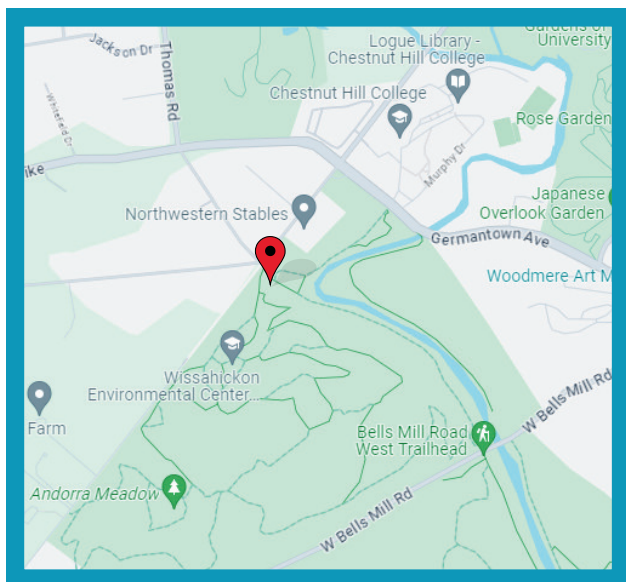 Gardens of
University
Logue Library -
Chestnut Hill College
Jackson Dr
Thomas Rd
Whitefield Dr
Chestnut Hill College
Rose Garden
Murphy Dr
ike
Japanese
Overlook Garden
Northwestern Stables
Germantown Ave
Woodmere Art M
Wissahickon
Environmental Center...
W Bells Mill Rd
Farm
Bells Mill Road
West Trailhead
Andorra Meadow
W Bells Mill Rd